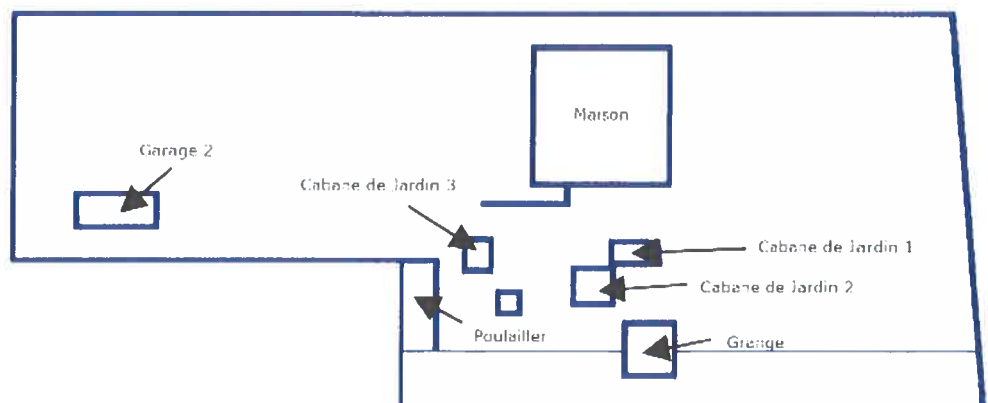 Maison
Garage 2
Cabane de Jardin 3
Cabane de Jardin 1
Cabane de Jardin 2
Poulailler
Grange